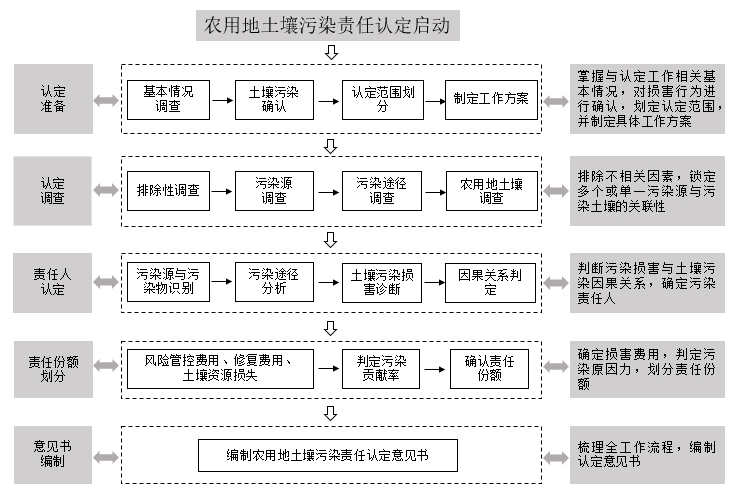 农用地土壤污染责任认定启动
认定
准备
基本情况
调查
土壤污染
确认
认定范围划
分
制定工作方案
掌握与认定工作相关基
本情况，对损害行为进
行确认，划定认定范围，
并制定具体工作方案
认定
调查
排除性调查
污染源
调查
污染途径
调查
农用地土壤
调查
排除不相关因素，锁定
多个或单一污染源与污
染土壤的关联性
责任人
认定
污染源与污
染物识别
污染途径
分析
土壤污染损
害诊断
因果关系判
定
判断污染损害与土壤污
染因果关系，确定污染
责任人
责任份额
划分
风险管控费用、修复费用、
土壤资源损失
判定污染
贡献率
确认责任
份额
确定损害费用，判定污
染原因力，划分责任份
额
意见书
编制
编制农用地土壤污染责任认定意见书
梳理全工作流程，编制
认定意见书